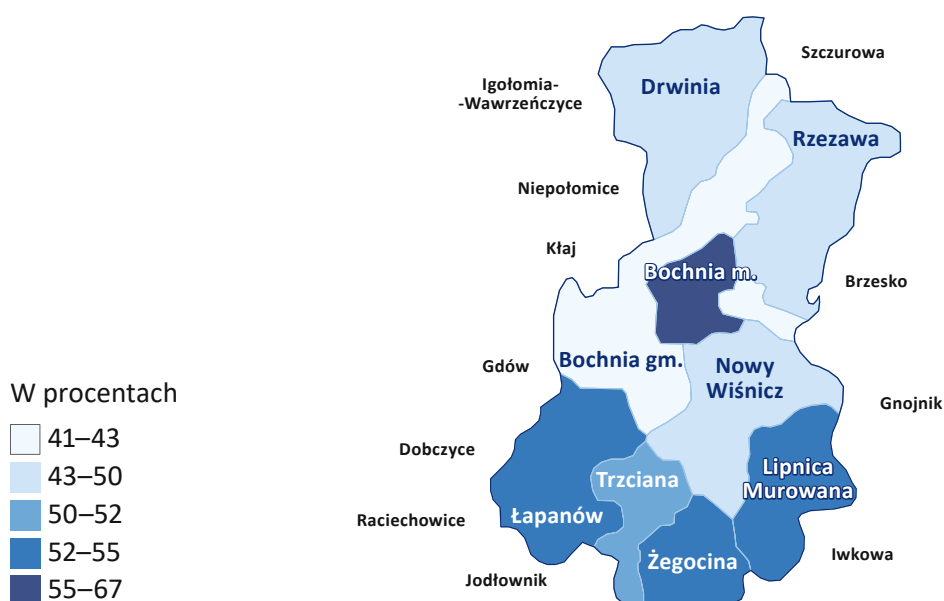 Szczurowa
Igołomia-
-Wawrzeńczyce
Drwinia
Rzezawa
Niepołomice
Kłaj
Bochnia m.
Brzesko
Gdów
Bochnia gm.
Nowy
Wiśnicz
Gnojnik
W procentach
41–43
43–50
50–52
52–55
55–67
Dobczyce
Trzciana
Lipnica
Murowana
Raciechowice
Łapanów
Jodłownik
Żegocina
Iwkowa